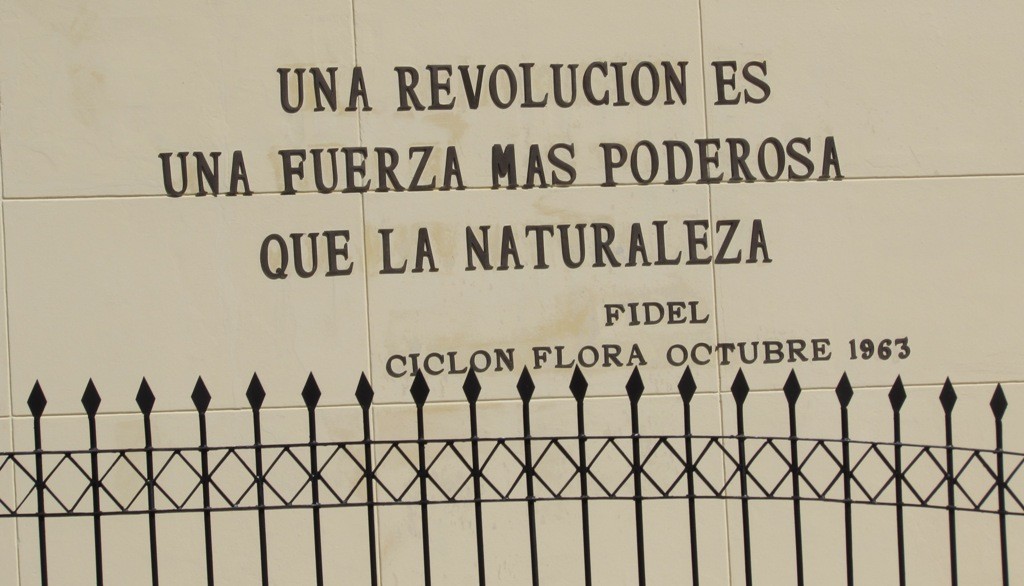 UNA REVOLUCION ES
UNA FUERZA MAS PODEROSA
QUE LA NATURALEZA
FIDEL
CICLON FLORA OCTUBRE 1963